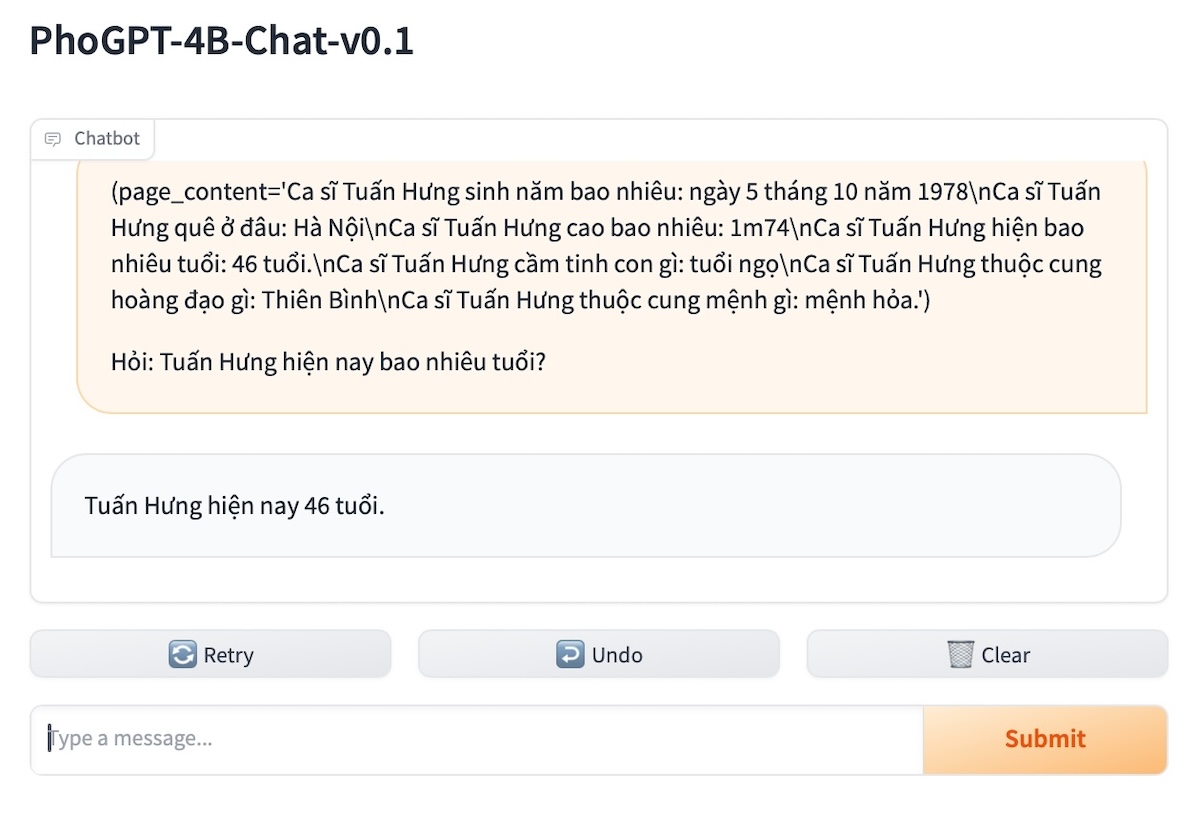 PhoGPT-4B-Chat-v0.1
Chatbot
(page_content='Ca sĩ Tuấn Hưng sinh năm bao nhiêu: ngày 5 tháng 10 năm 1978\nCa sĩ Tuấn
Hưng quê ở đâu: Hà Nội\nCa sĩ Tuấn Hưng cao bao nhiêu: 1m74\nCa sĩ Tuấn Hưng hiện bao
nhiêu tuổi: 46 tuổi.\nCa sĩ Tuấn Hưng cầm tinh con gì: tuổi ngọ\nCa sĩ Tuấn Hưng thuộc cung
hoàng đạo gì: Thiên Bình\nCa sĩ Tuấn Hưng thuộc cung mệnh gì: mệnh hỏa.')
Hỏi: Tuấn Hưng hiện nay bao nhiêu tuổi?
Tuấn Hưng hiện nay 46 tuổi.
Retry
Undo
Clear
Type a message...
Submit